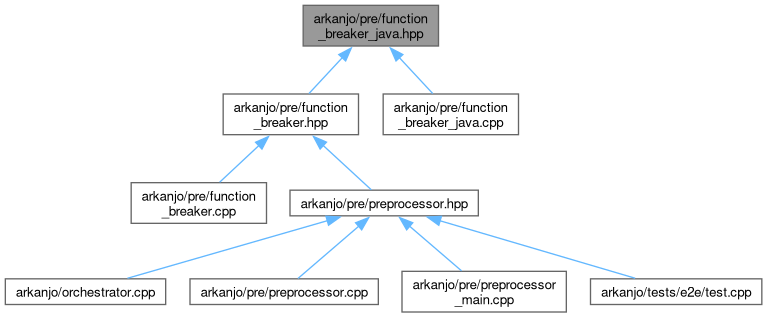 arkanjo/pre/function
_breaker_java.hpp
arkanjo/pre/function
_breaker.hpp
arkanjo/pre/function
_breaker_java.cpp
arkanjo/pre/function
_breaker.cpp
arkanjo/pre/preprocessor.hpp
arkanjo/orchestrator.cpp
arkanjo/pre/preprocessor.cpp
arkanjo/pre/preprocessor
_main.cpp
arkanjo/tests/e2e/test.cpp